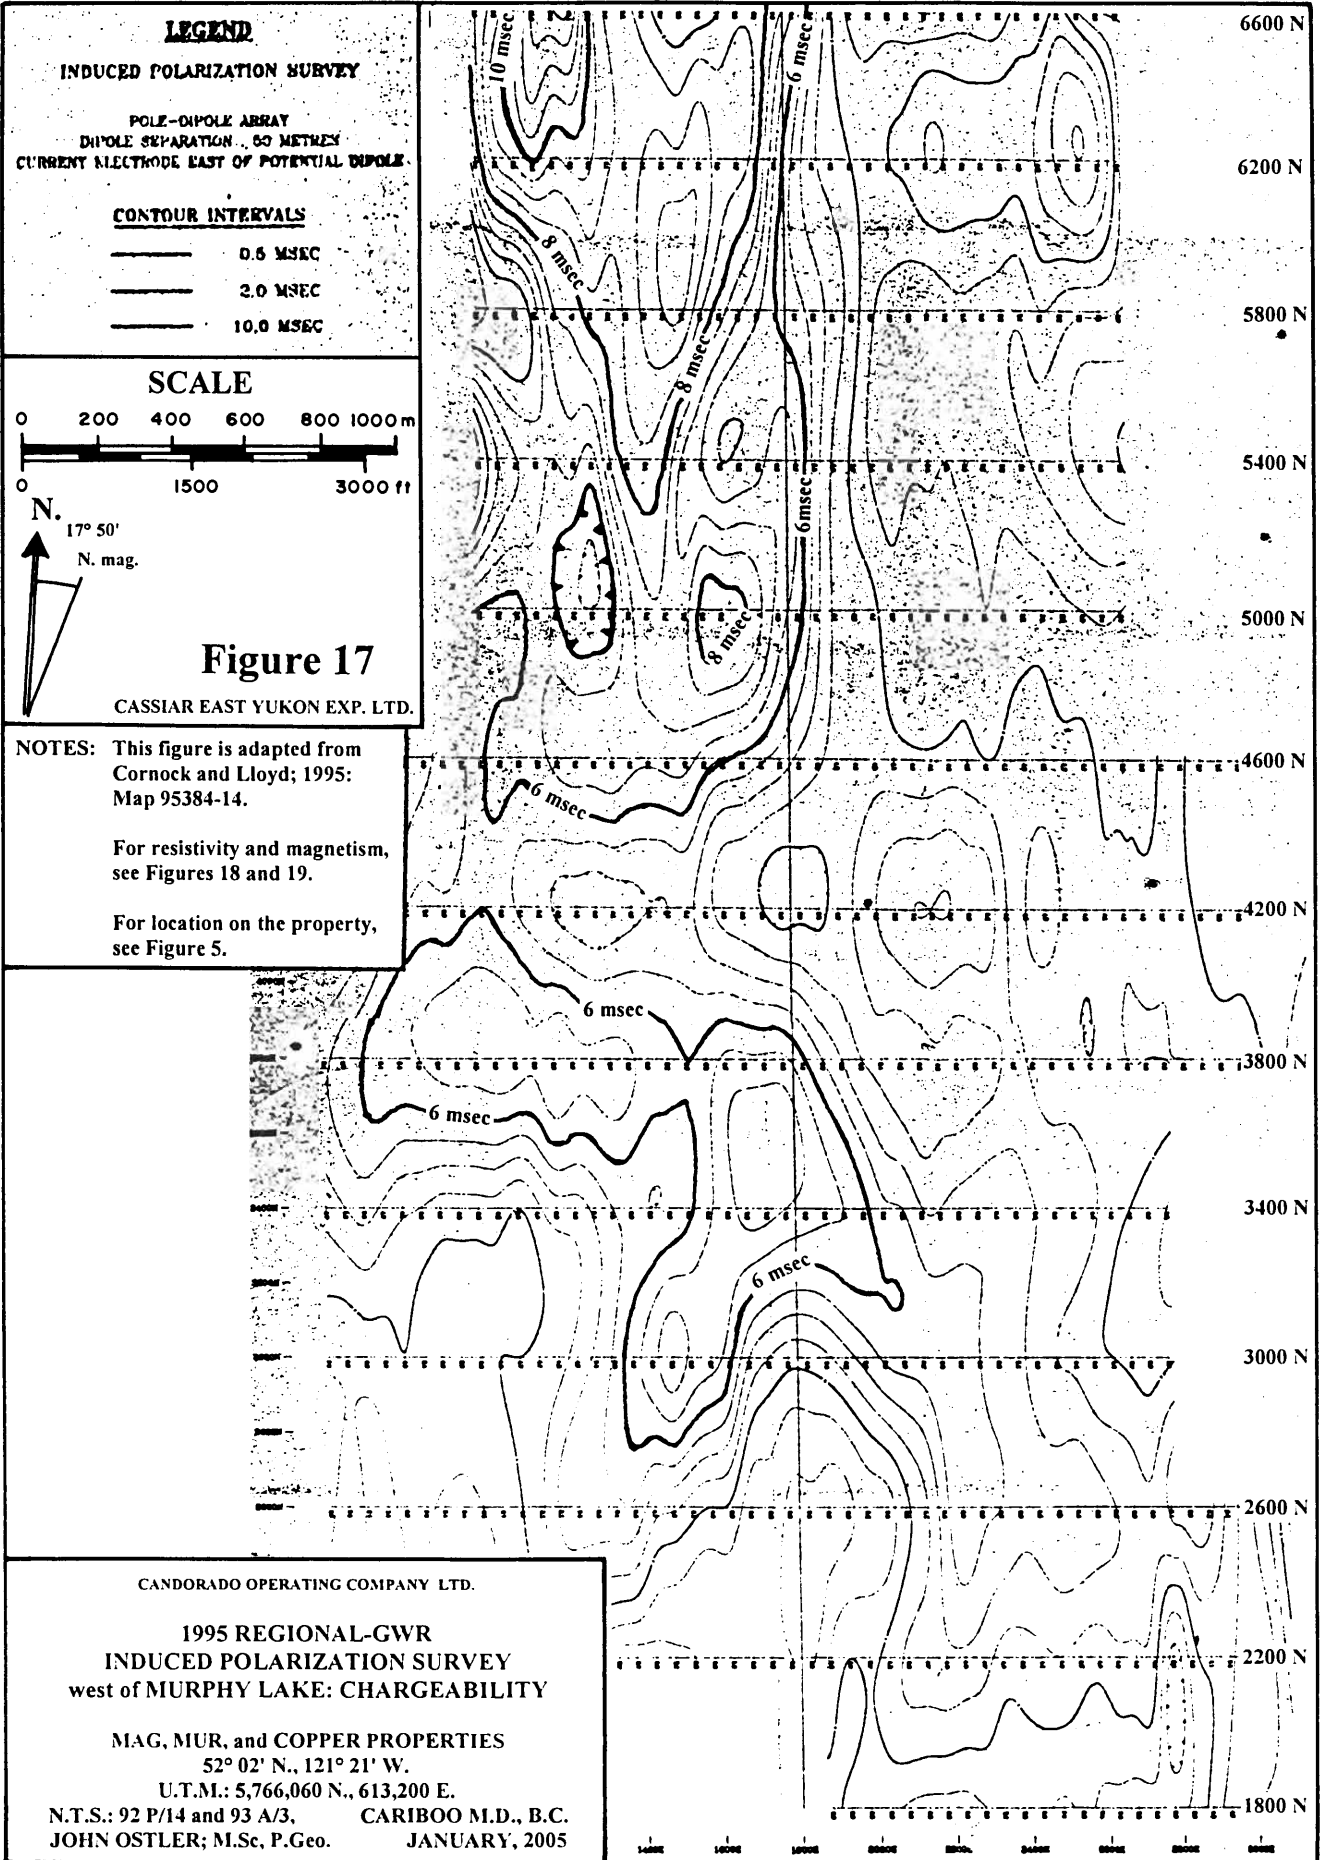 LEGEND
INDUCED POLARIZATION SURVEY
POLE-DIPOLE ARRAY
DIPOLE SEPARATION : 50 METRES
CURRENT ELECTRODE EAST OF POTENTIAL DIPOLE
CONTOUR INTERVALS
0.5 MSEC
2.0 MSEC
10.0 MSEC
SCALE
0 200 400 600 800 1000 m
0 1500 3000 ft
N.
17° 50'
N. mag.
Figure 17
CASSIAR EAST YUKON EXP. LTD.
NOTES: This figure is adapted from
Cornock and Lloyd; 1995:
Map 95384-14.
For resistivity and magnetism,
see Figures 18 and 19.
For location on the property,
see Figure 5.
10 msec
6 msec
8 msec
8 msec
6msec
8 msec
6 msec
6 msec
6 msec
6 msec
6600 N
6200 N
5800 N
5400 N
5000 N
4600 N
4200 N
3800 N
3400 N
3000 N
2600 N
2200 N
1800 N
CANDORADO OPERATING COMPANY LTD.
1995 REGIONAL-GWR
INDUCED POLARIZATION SURVEY
west of MURPHY LAKE: CHARGEABILITY
MAG, MUR, and COPPER PROPERTIES
52° 02' N., 121° 21' W.
U.T.M.: 5,766,060 N., 613,200 E.
N.T.S.: 92 P/14 and 93 A/3, CARIBOO M.D., B.C.
JOHN OSTLER; M.Sc, P.Geo. JANUARY, 2005